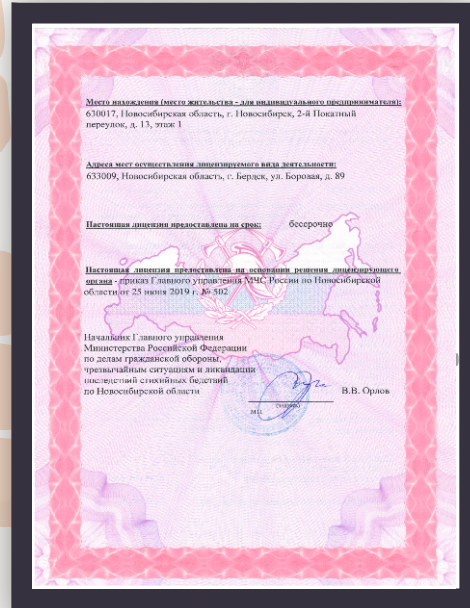 Место нахождения (место жительства - для индивидуального предпринимателя):
630017, Новосибирская область, г. Новосибирск, 2-й Покатный
переулок, д. 13, этаж 1
Адреса мест осуществления лицензируемого вида деятельности:
633009, Новосибирская область, г. Бердск, ул. Боровая, д. 89
Настоящая лицензия предоставлена на срок: бессрочно
Настоящая лицензия предоставлена на основании решения лицензирующего
органа - приказ Главного управления МЧС России по Новосибирской
области от 25 июня 2019 г. № 502
Начальник Главного управления
Министерства Российской Федерации
по делам гражданской обороны,
чрезвычайным ситуациям и ликвидации
последствий стихийных бедствий
по Новосибирской области
В.В. Орлов
(подпись)
М.П.